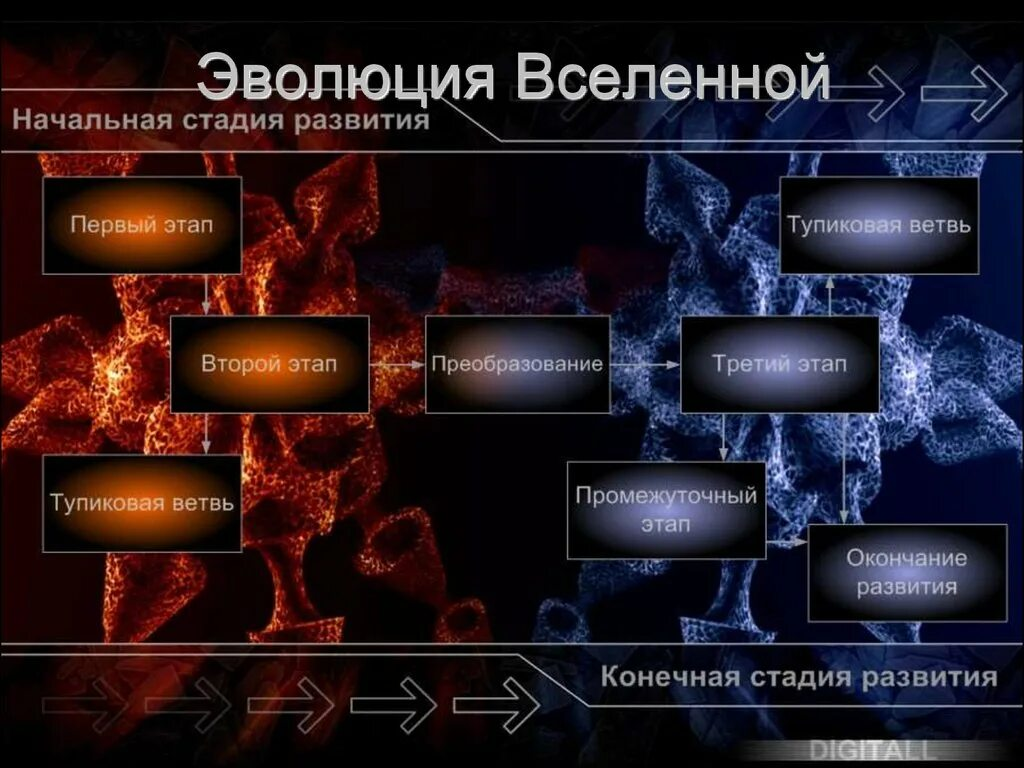 Эволюция Вселенной
Начальная стадия развития
Первый этап
Тупиковая ветвь
Второй этап
Преобразование
Третий этап
Тупиковая ветвь
Промежуточный
этап
Окончание
развития
Конечная стадия развития
DIGITALL